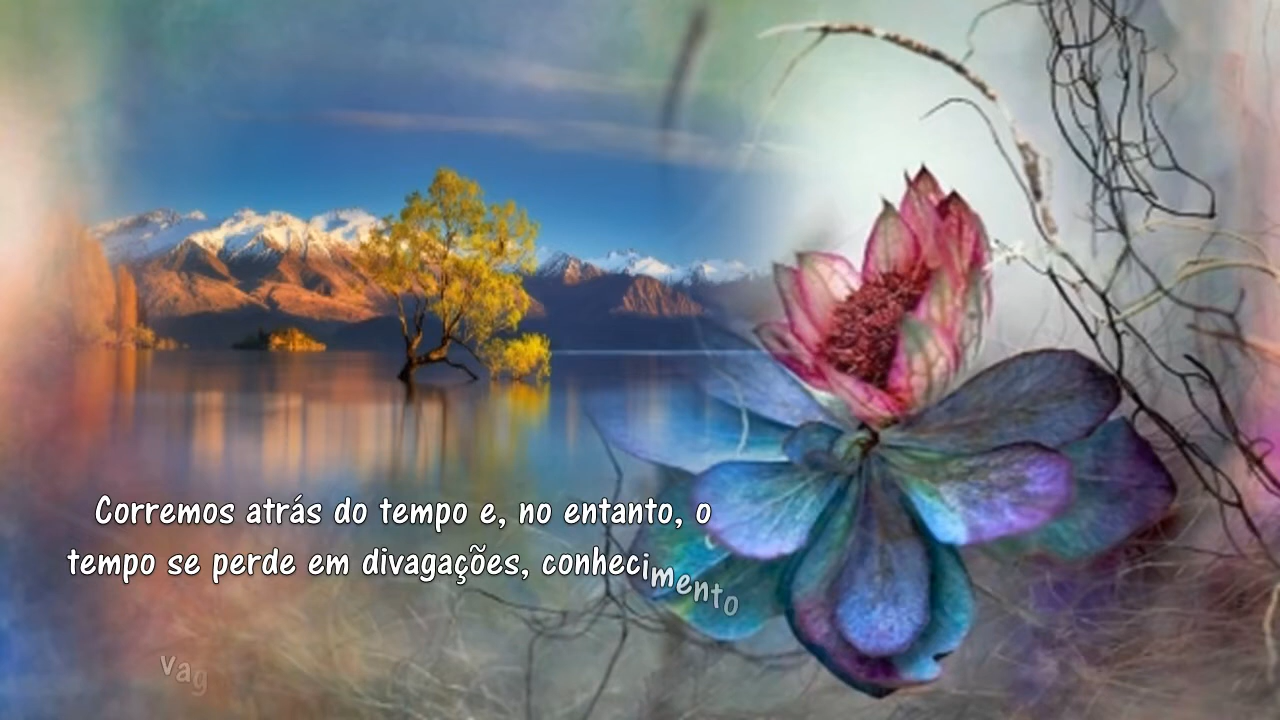 Corremos atrás do tempo e, no entanto, o
tempo se perde em divagações, conhecimento
vag